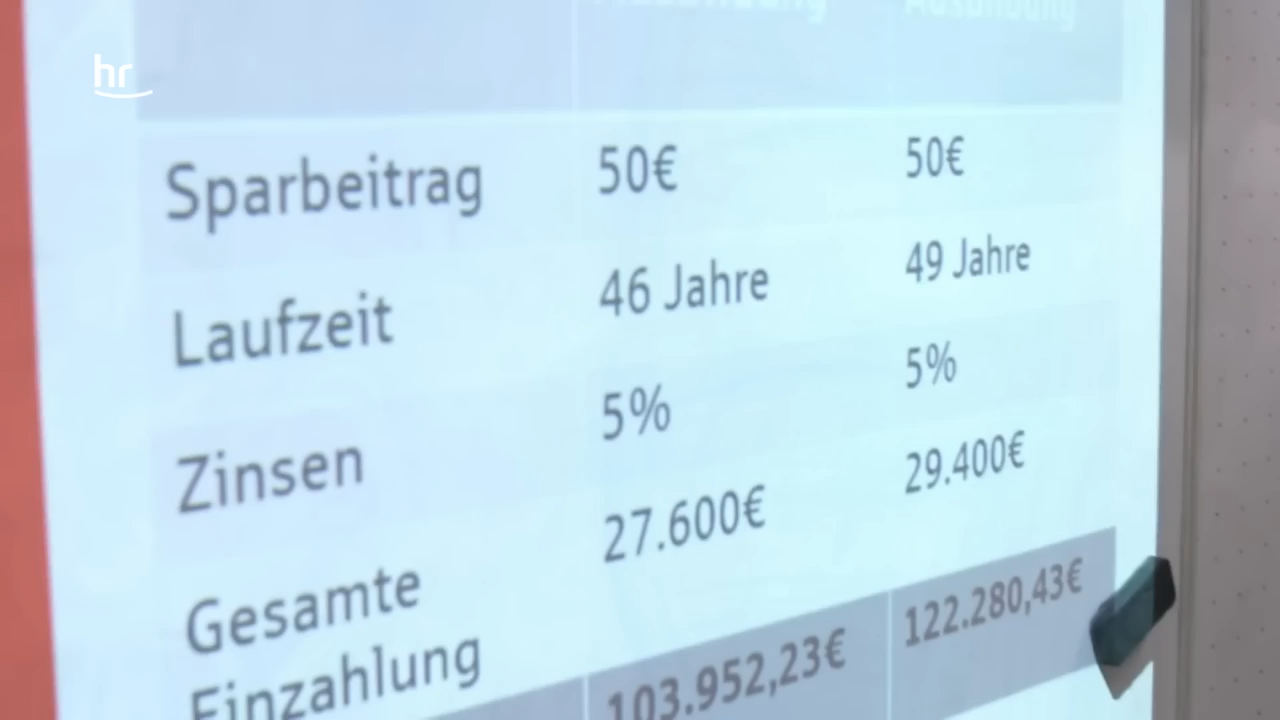 hr
Ausbildung
Sparbeitrag 50€ 50€
Laufzeit 46 Jahre 49 Jahre
Zinsen 5% 5%
Gesamte 27.600€ 29.400€
Einzahlung
103.952,23€ 122.280,43€